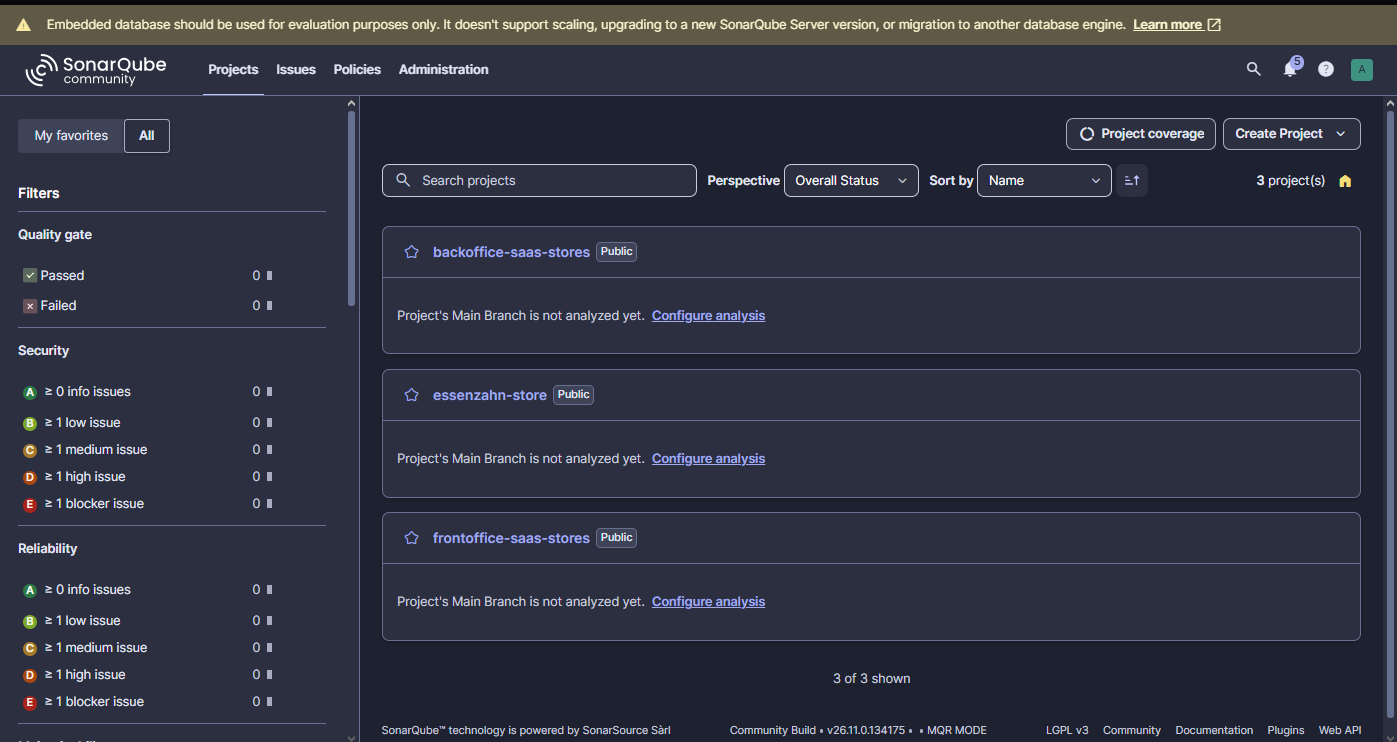 Embedded database should be used for evaluation purposes only. It doesn't support scaling, upgrading to a new SonarQube Server version, or migration to another database engine. Learn more
SonarQube community
Projects Issues Policies Administration
5 ? A
My favorites All
Project coverage Create Project
Search projects Perspective Overall Status Sort by Name 3 project(s)
Filters
Quality gate
Passed 0
Failed 0
Security
A ≥ 0 info issues 0
B ≥ 1 low issue 0
C ≥ 1 medium issue 0
D ≥ 1 high issue 0
E ≥ 1 blocker issue 0
Reliability
A ≥ 0 info issues 0
B ≥ 1 low issue 0
C ≥ 1 medium issue 0
D ≥ 1 high issue 0
E ≥ 1 blocker issue 0
backoffice-saas-stores Public
Project's Main Branch is not analyzed yet. Configure analysis
essenzahn-store Public
Project's Main Branch is not analyzed yet. Configure analysis
frontoffice-saas-stores Public
Project's Main Branch is not analyzed yet. Configure analysis
3 of 3 shown
SonarQube™ technology is powered by SonarSource Sàrl Community Build • v26.11.0.134175 • • MQR MODE LGPL v3 Community Documentation Plugins Web API